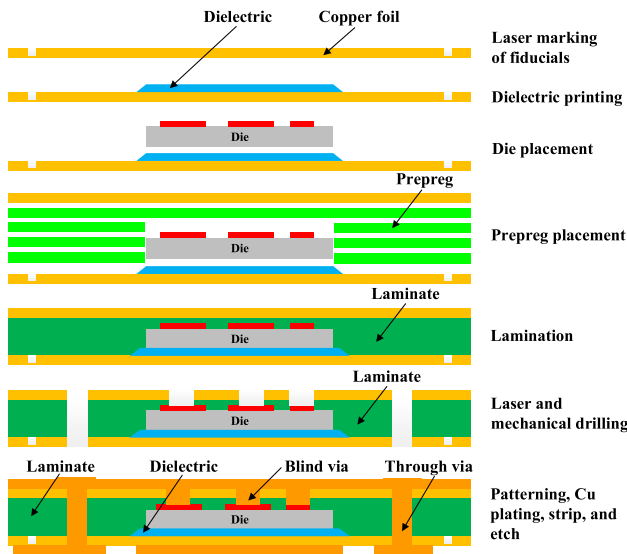 Dielectric
Copper foil
Laser marking
of fiducials
Dielectric printing
Die
Die placement
Prepreg
Die
Prepreg placement
Laminate
Die
Lamination
Laminate
Die
Laser and
mechanical drilling
Laminate
Dielectric
Blind via
Through via
Die
Patterning, Cu
plating, strip, and
etch